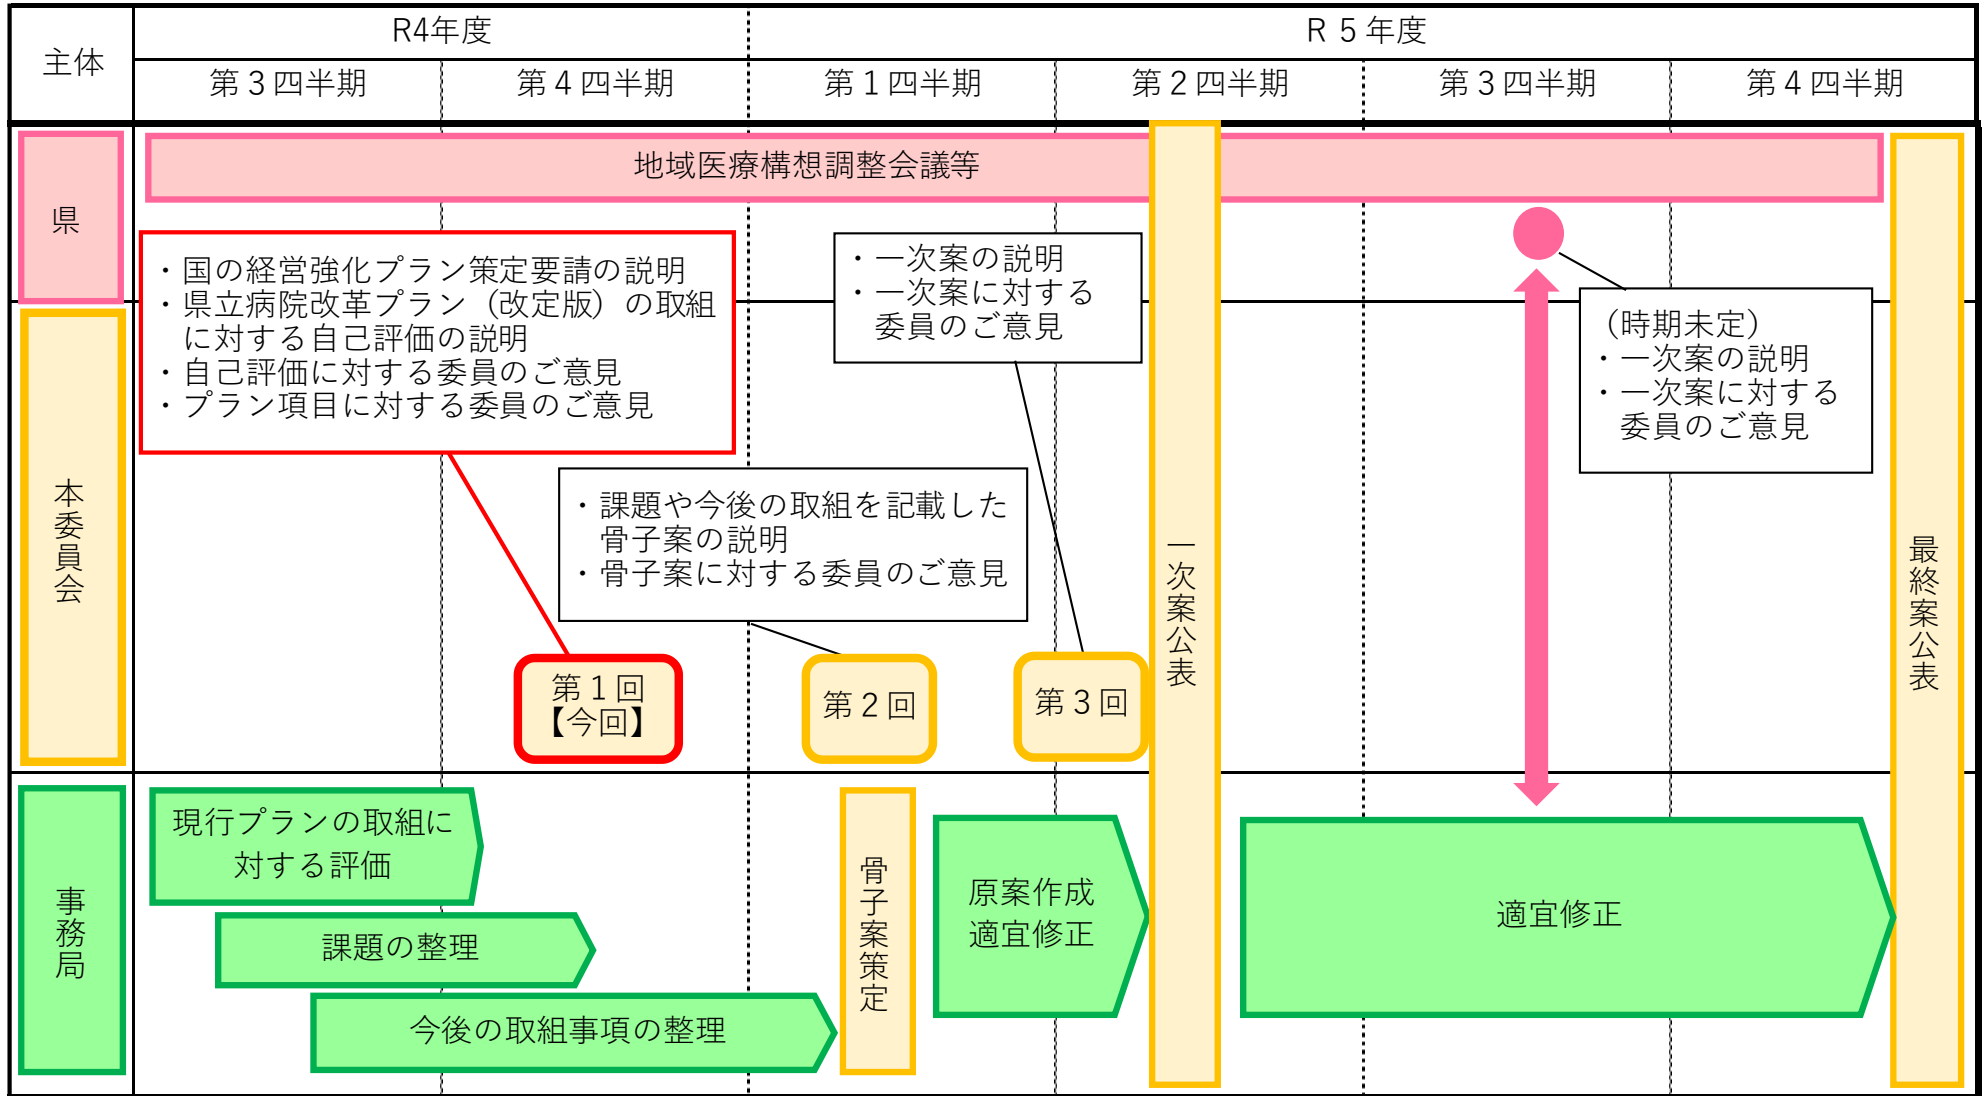 主体
R4年度
R５年度
第３四半期
第４四半期
第１四半期
第２四半期
第３四半期
第４四半期
県
地域医療構想調整会議等
・国の経営強化プラン策定要請の説明
・県立病院改革プラン（改定版）の取組
に対する自己評価の説明
・自己評価に対する委員のご意見
・プラン項目に対する委員のご意見
・一次案の説明
・一次案に対する
委員のご意見
（時期未定）
・一次案の説明
・一次案に対する
委員のご意見
本委員会
・課題や今後の取組を記載した
骨子案の説明
・骨子案に対する委員のご意見
第１回
【今回】
第２回
第３回
一次案公表
最終案公表
事務局
現行プランの取組に
対する評価
課題の整理
今後の取組事項の整理
骨子案策定
原案作成
適宜修正
適宜修正